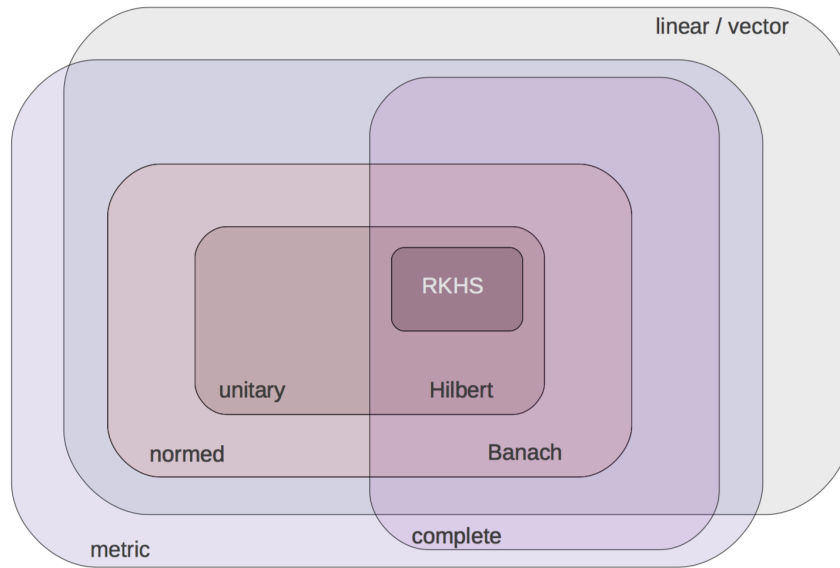 linear / vector
RKHS
unitary
Hilbert
normed
Banach
complete
metric